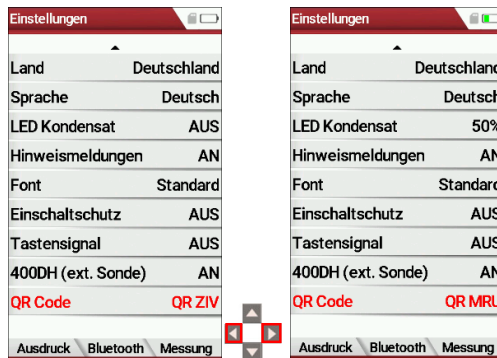 Einstellungen
Land Deutschland
Sprache Deutsch
LED Kondensat AUS
Hinweismeldungen AN
Font Standard
Einschaltschutz AUS
Tastensignal AUS
400DH (ext. Sonde) AN
QR Code QR ZIV
Ausdruck Bluetooth Messung
Einstellungen
Land Deutschland
Sprache Deutsch
LED Kondensat 50%
Hinweismeldungen AN
Font Standard
Einschaltschutz AUS
Tastensignal AUS
400DH (ext. Sonde) AN
QR Code QR MRU
Ausdruck Bluetooth Messung